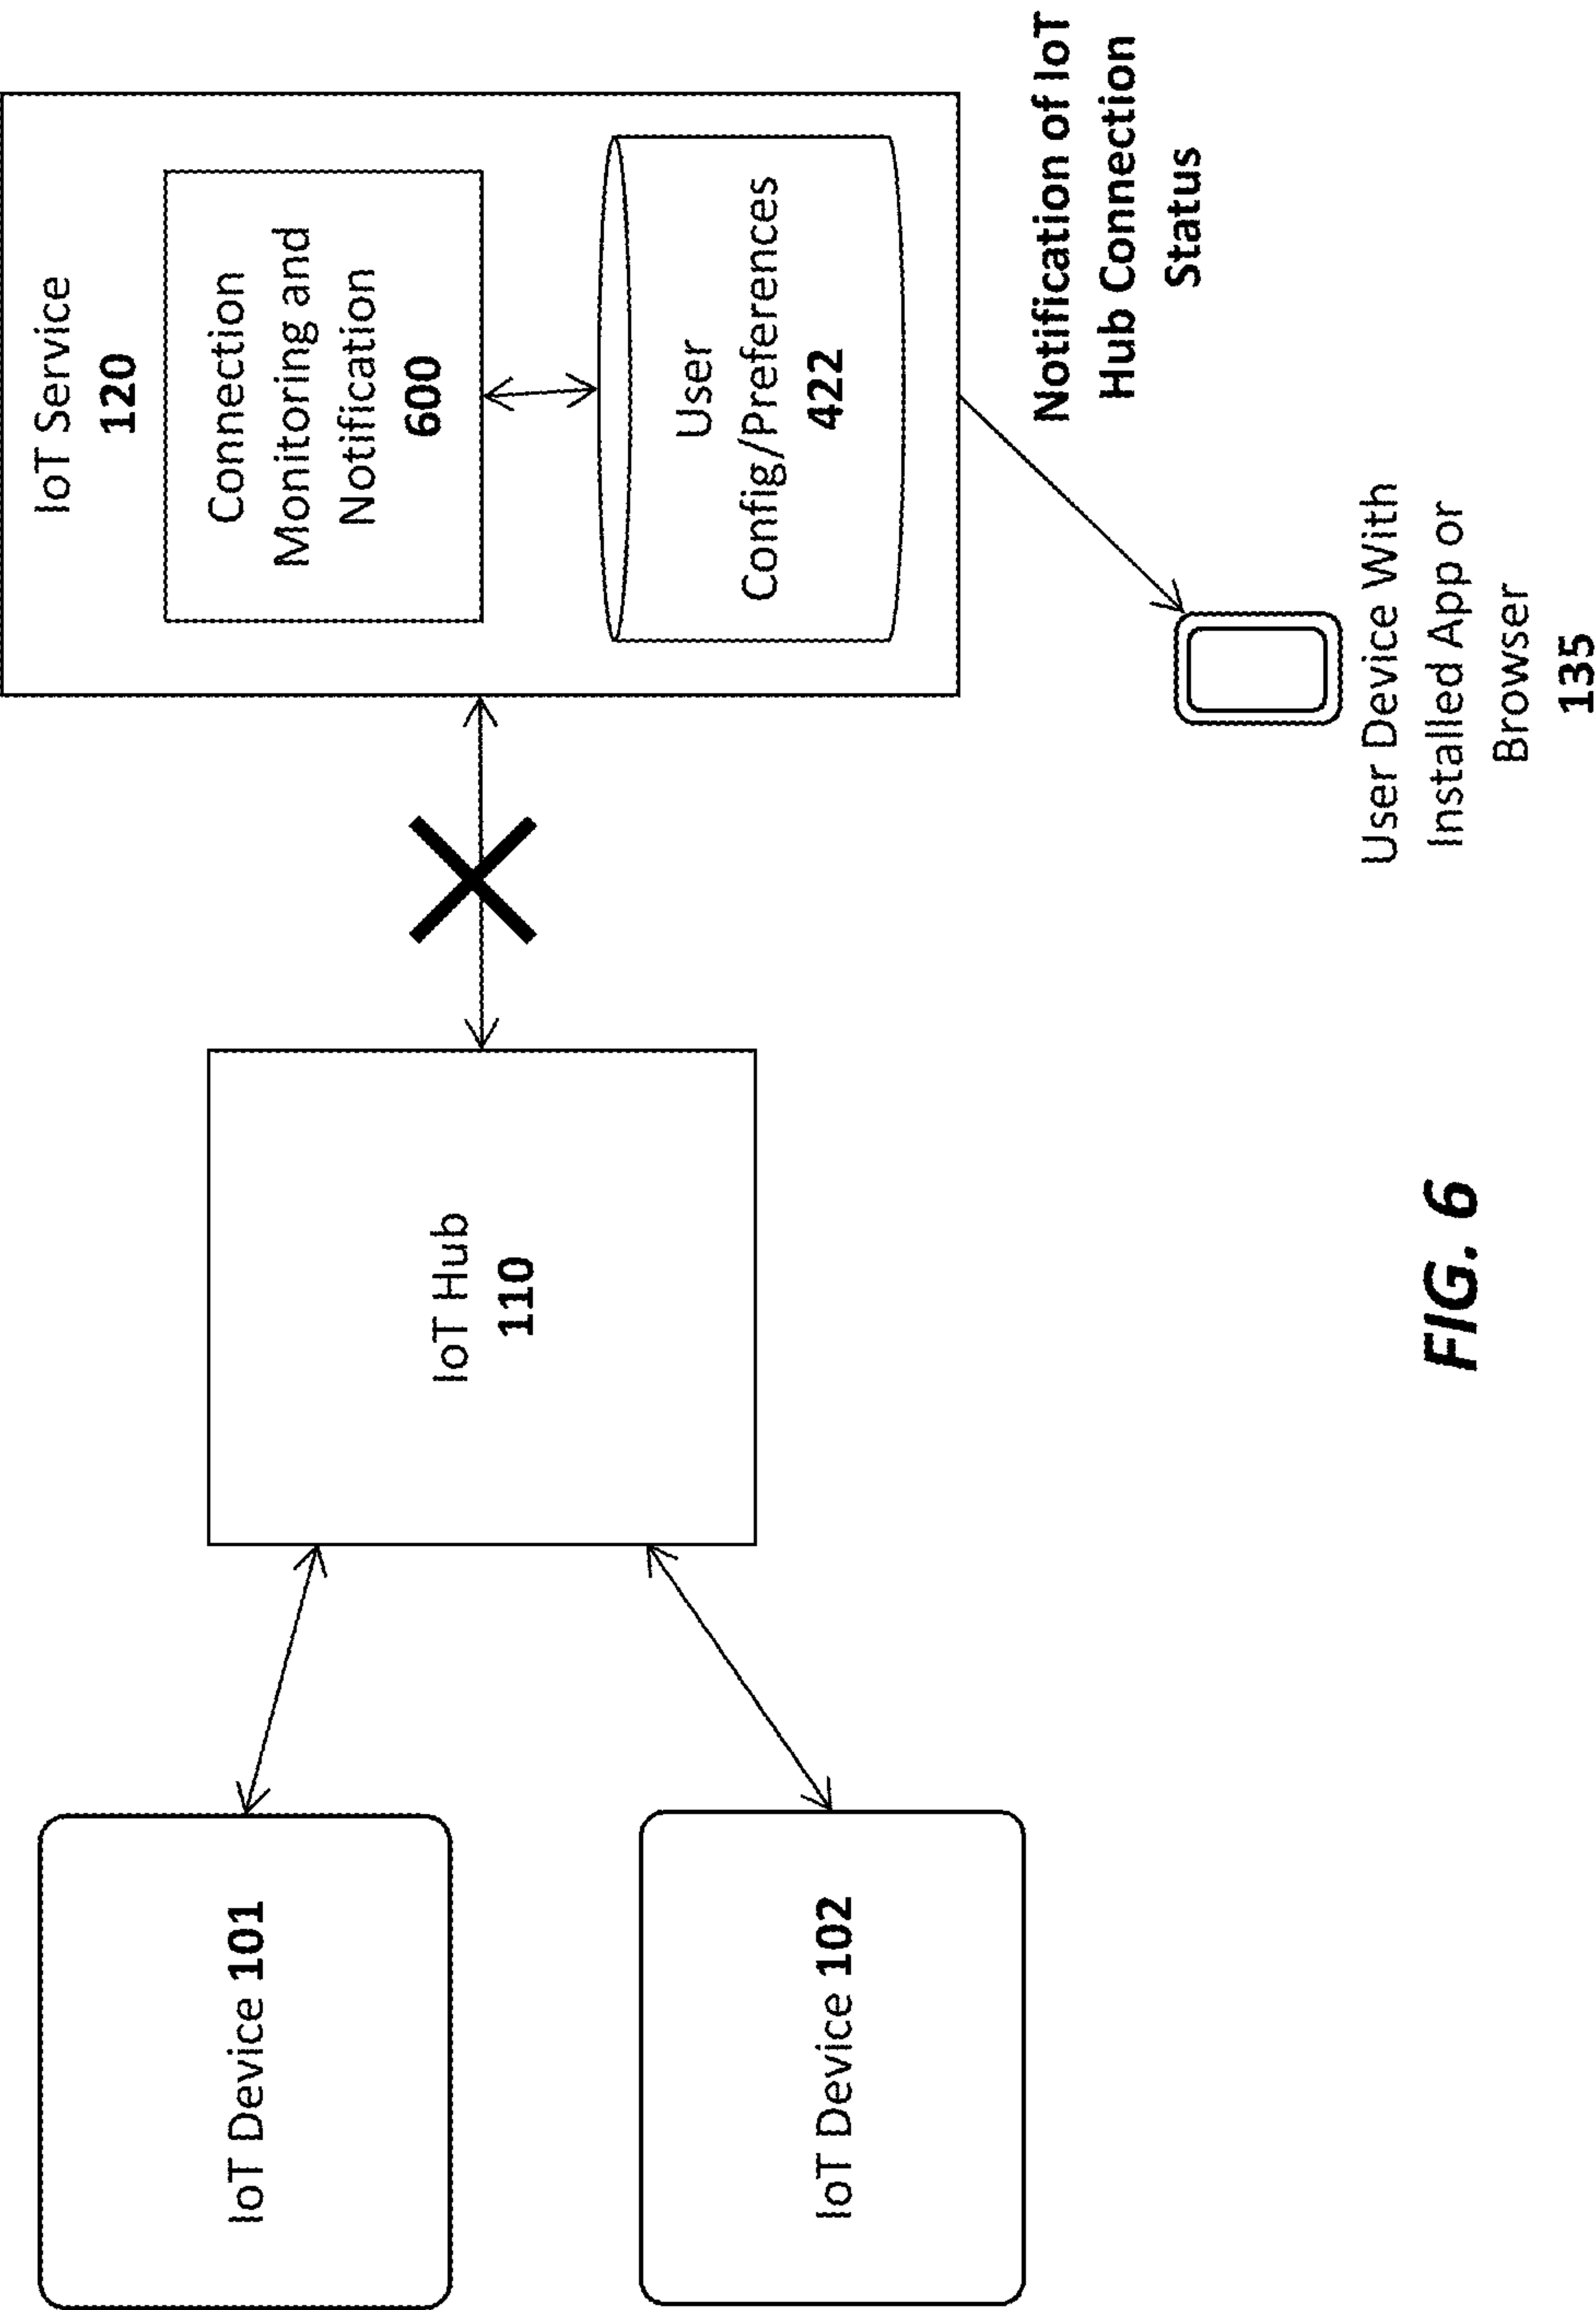 IoT Device 101
IoT Device 102
IoT Hub
110
IoT Service
120
Connection
Monitoring and
Notification
600
User
Config/Preferences
422
Notification of IoT
Hub Connection
Status
User Device With
Installed App or
Browser
135
FIG. 6